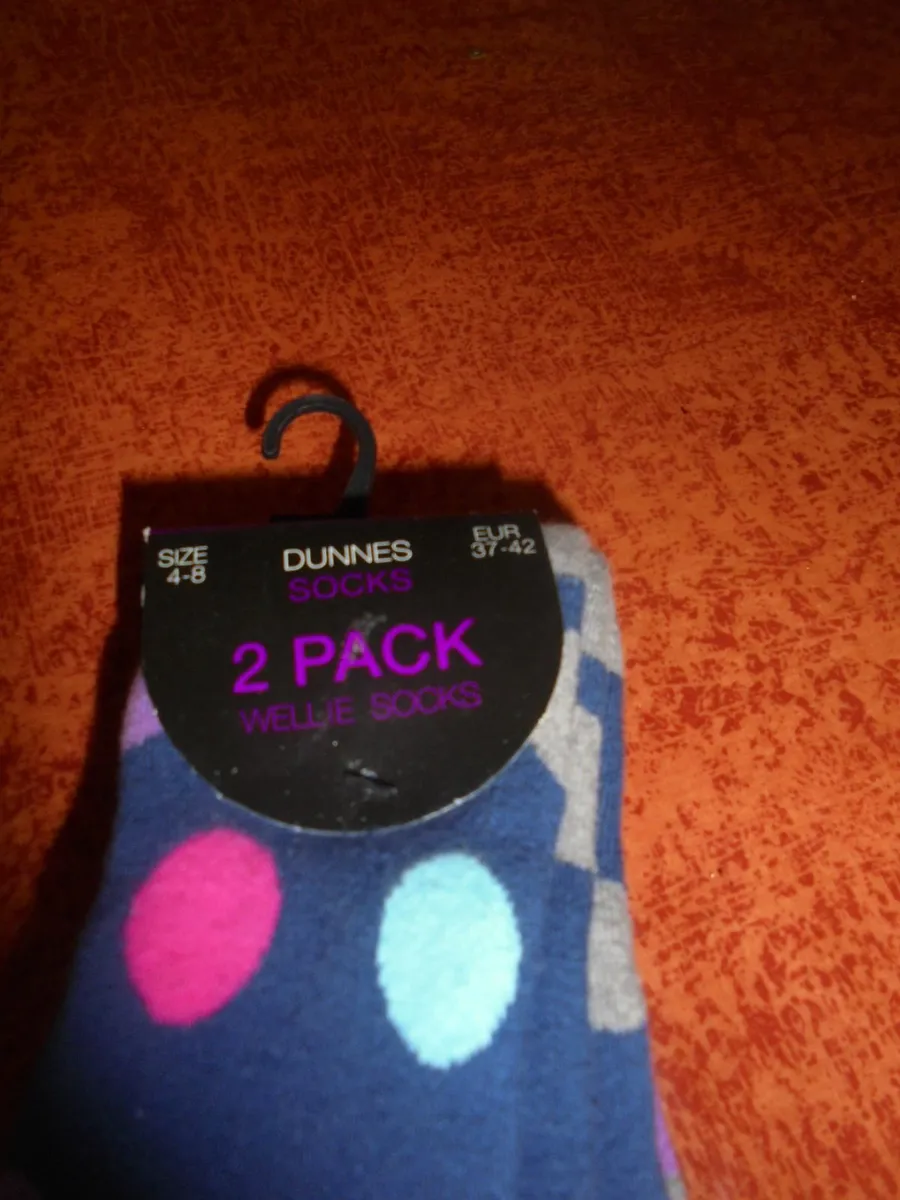 SIZE
4-8
DUNNES
SOCKS
EUR
37-42
2 PACK
WELLIE SOCKS